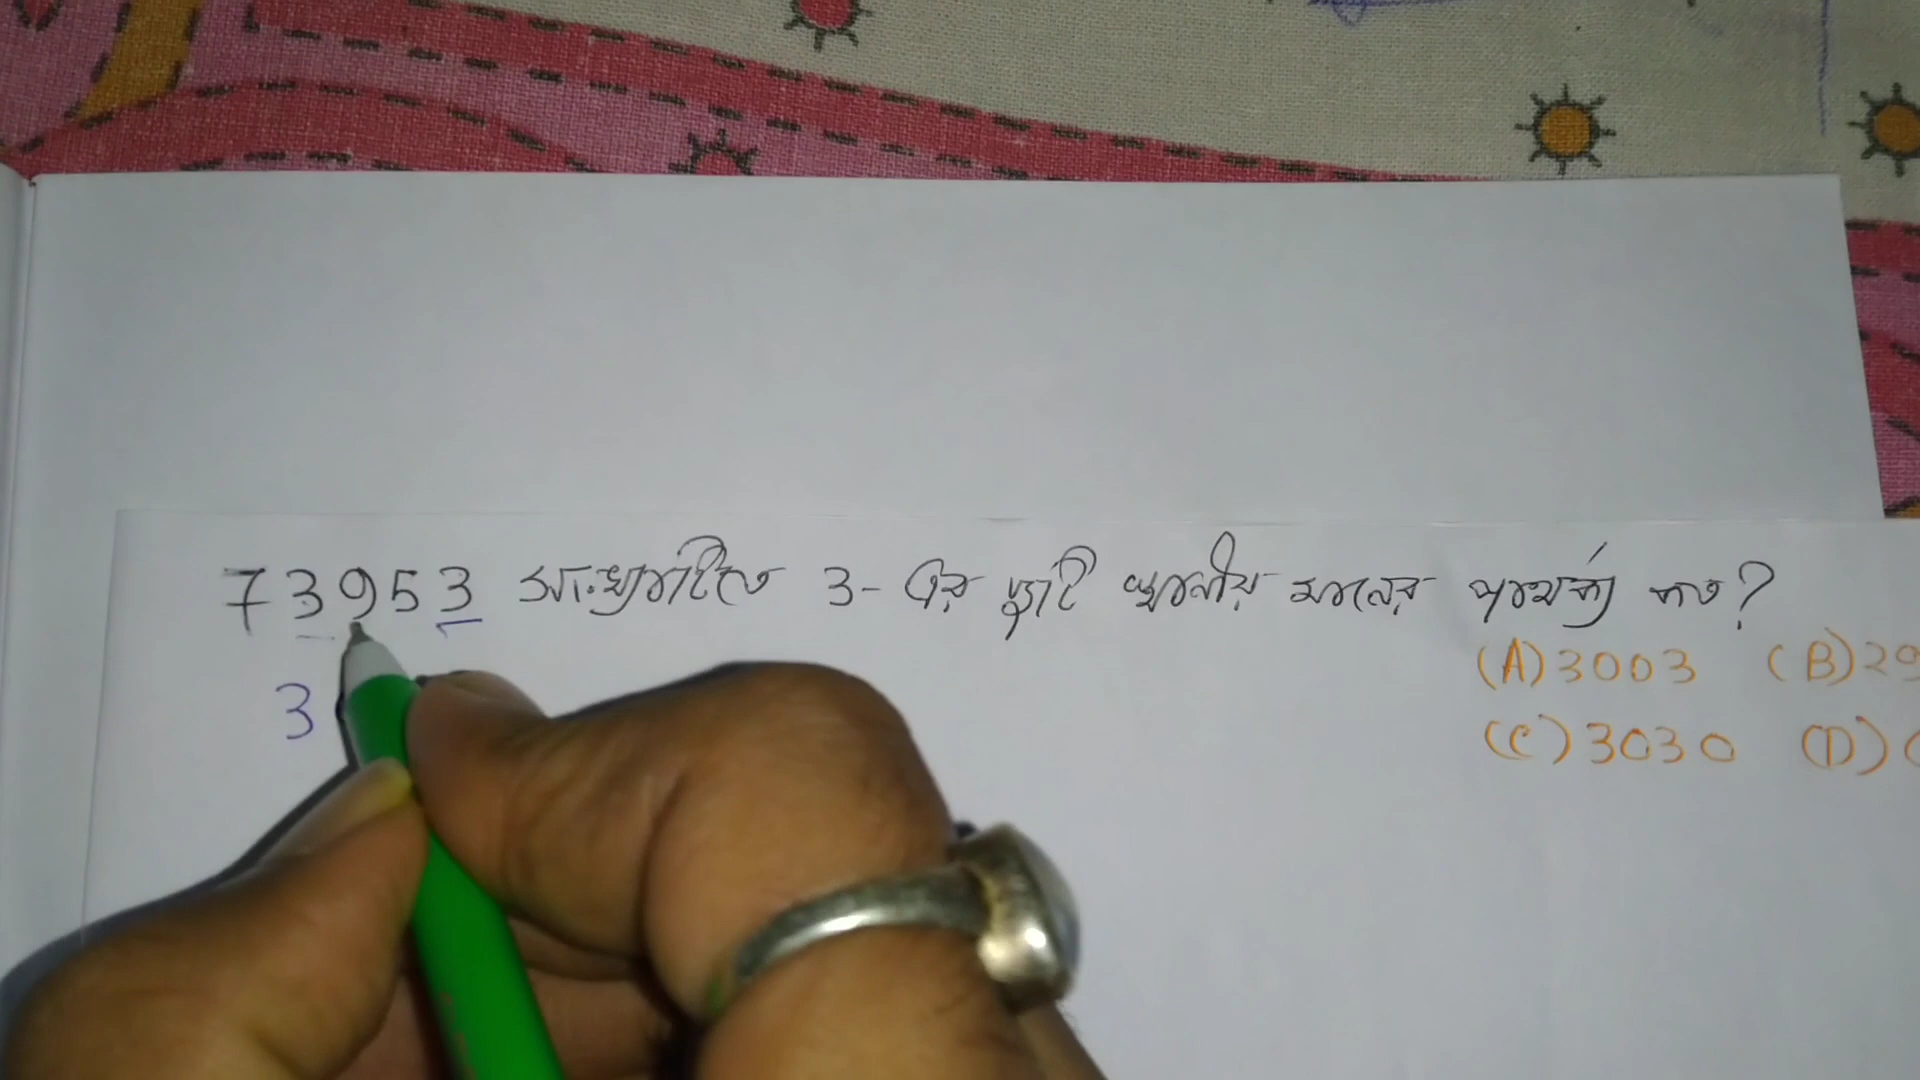 73953 সংখ্যাটিতে 3- এর দুটি স্থানীয় মানের পার্থক্য কত?
(A) 3003 (B) 29
(C) 3030 (D)
3